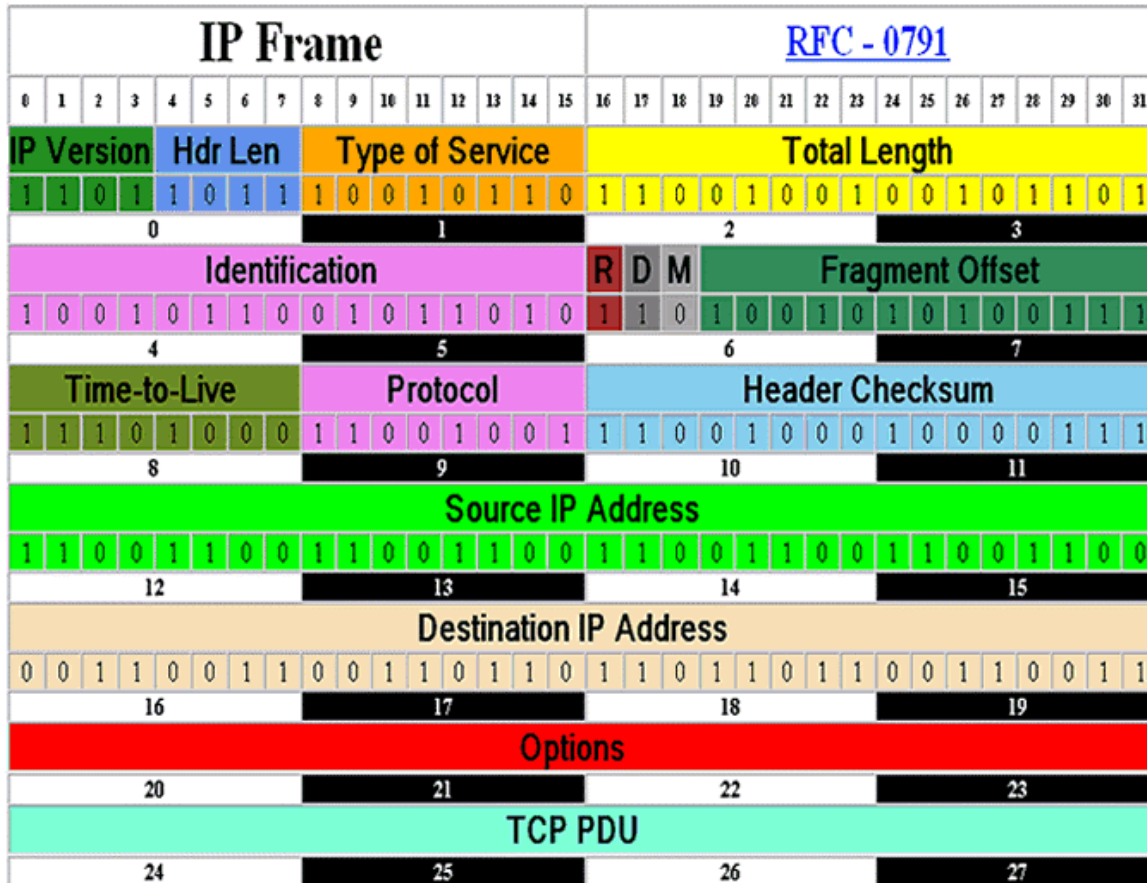 IP Frame RFC - 0791
0 1 2 3 4 5 6 7 8 9 10 11 12 13 14 15 16 17 18 19 20 21 22 23 24 25 26 27 28 29 30 31
IP Version Hdr Len Type of Service Total Length
1 1 0 1 1 0 1 1 1 0 0 1 0 1 1 0 1 1 0 0 1 0 0 1 0 0 1 0 1 1 0 1
0 1 2 3
Identification R D M Fragment Offset
1 0 0 1 0 1 1 0 0 1 0 1 1 0 1 0 1 1 0 1 0 0 1 0 1 0 1 0 0 1 1 1
4 5 6 7
Time-to-Live Protocol Header Checksum
1 1 1 0 1 0 0 0 1 1 0 0 1 0 0 1 1 1 0 0 1 0 0 0 1 0 0 0 0 1 1 1
8 9 10 11
Source IP Address
1 1 0 0 1 1 0 0 1 1 0 0 1 1 0 0 1 1 0 0 1 1 0 0 1 1 0 0 1 1 0 0
12 13 14 15
Destination IP Address
0 0 1 1 0 0 1 1 0 0 1 1 0 1 1 0 1 1 0 1 1 0 1 1 0 0 1 1 0 0 1 1
16 17 18 19
Options
20 21 22 23
TCP PDU
24 25 26 27